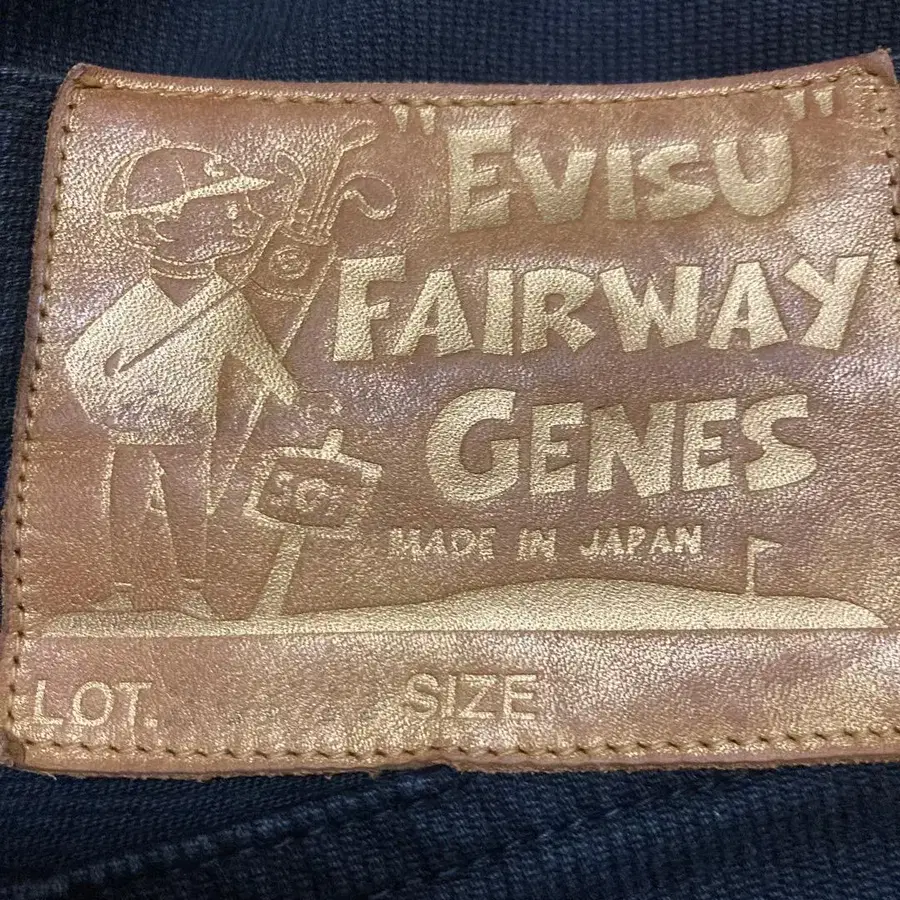 "EVISU"
FAIRWAY
GENES
MADE IN JAPAN
LOT. SIZE